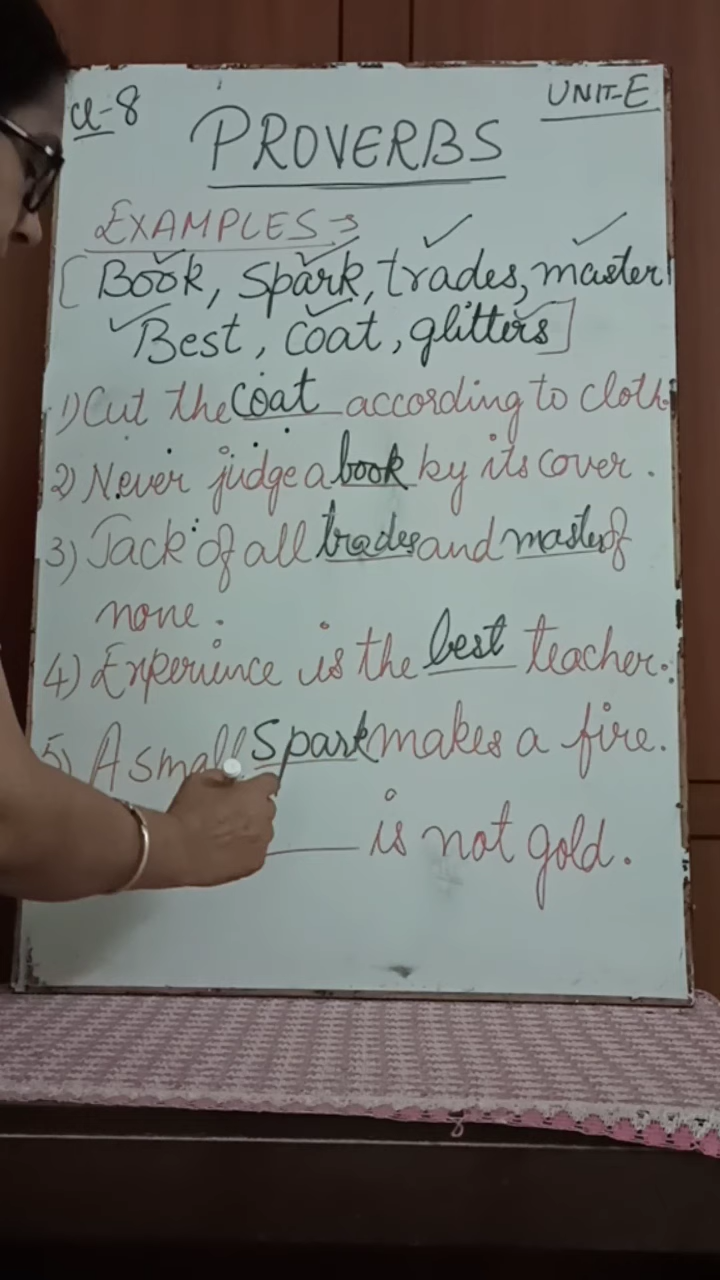 Cl-8
UNIT-E
PROVERBS
EXAMPLES→
[Book, Spark, trades, master
Best, Coat, glitters]
1) Cut the coat according to cloth.
2) Never judge a book by its cover.
3) Jack of all trades and master of
none.
4) Experience is the best teacher.
5) A small Spark makes a fire.
____ is not gold.